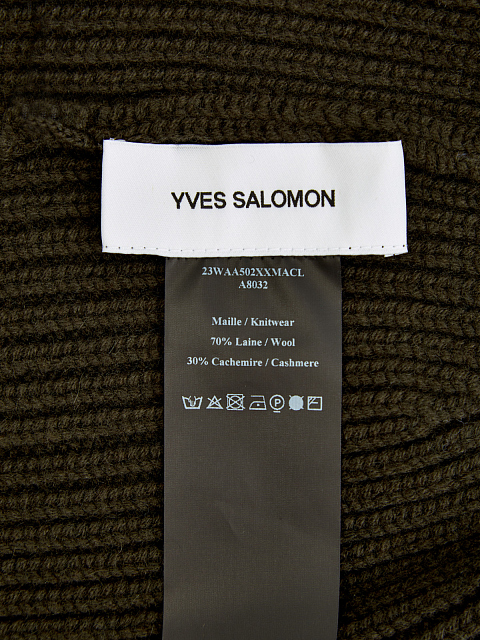 YVES SALOMON
23WAA502XXMACL
A8032
Maille / Knitwear
70% Laine / Wool
30% Cachemire / Cashmere
P